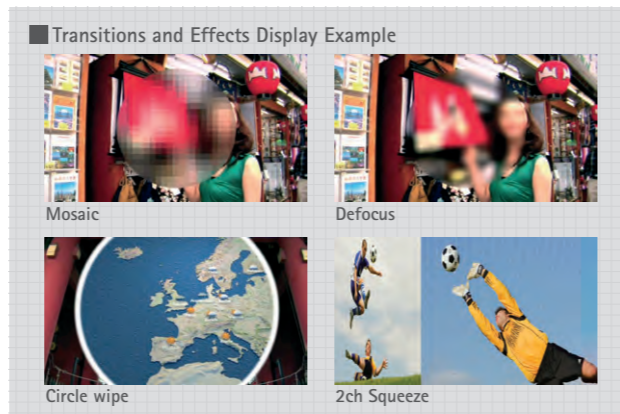 Transitions and Effects Display Example
Mosaic
Defocus
Circle wipe
2ch Squeeze